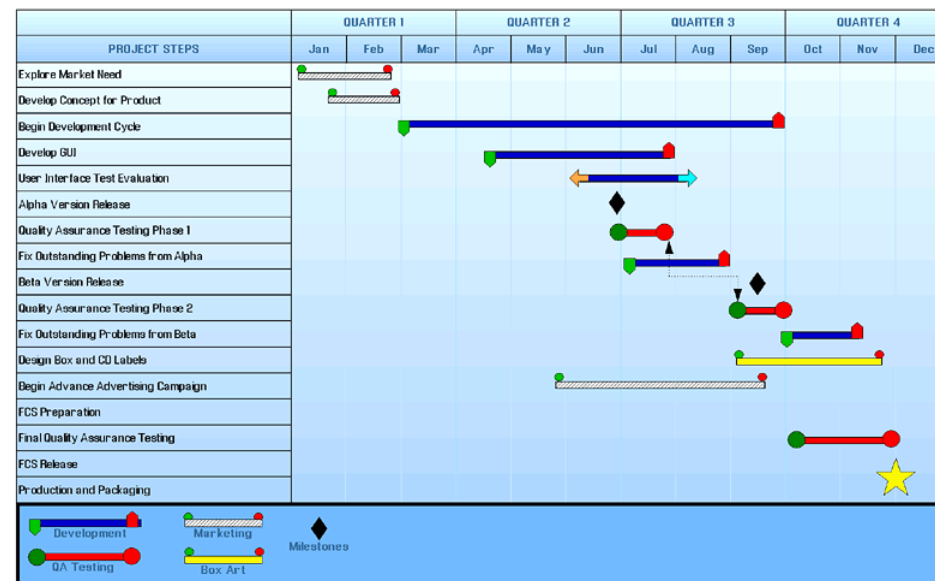 QUARTER 1 QUARTER 2 QUARTER 3 QUARTER 4
PROJECT STEPS Jan Feb Mar Apr May Jun Jul Aug Sep Oct Nov Dec
Explore Market Need
Develop Concept for Product
Begin Development Cycle
Develop GUI
User Interface Test Evaluation
Alpha Version Release
Quality Assurance Testing Phase 1
Fix Outstanding Problems from Alpha
Beta Version Release
Quality Assurance Testing Phase 2
Fix Outstanding Problems from Beta
Design Box and CD Labels
Begin Advance Advertising Campaign
FCS Preparation
Final Quality Assurance Testing
FCS Release
Production and Packaging
Development Marketing Milestones
QA Testing Box Art